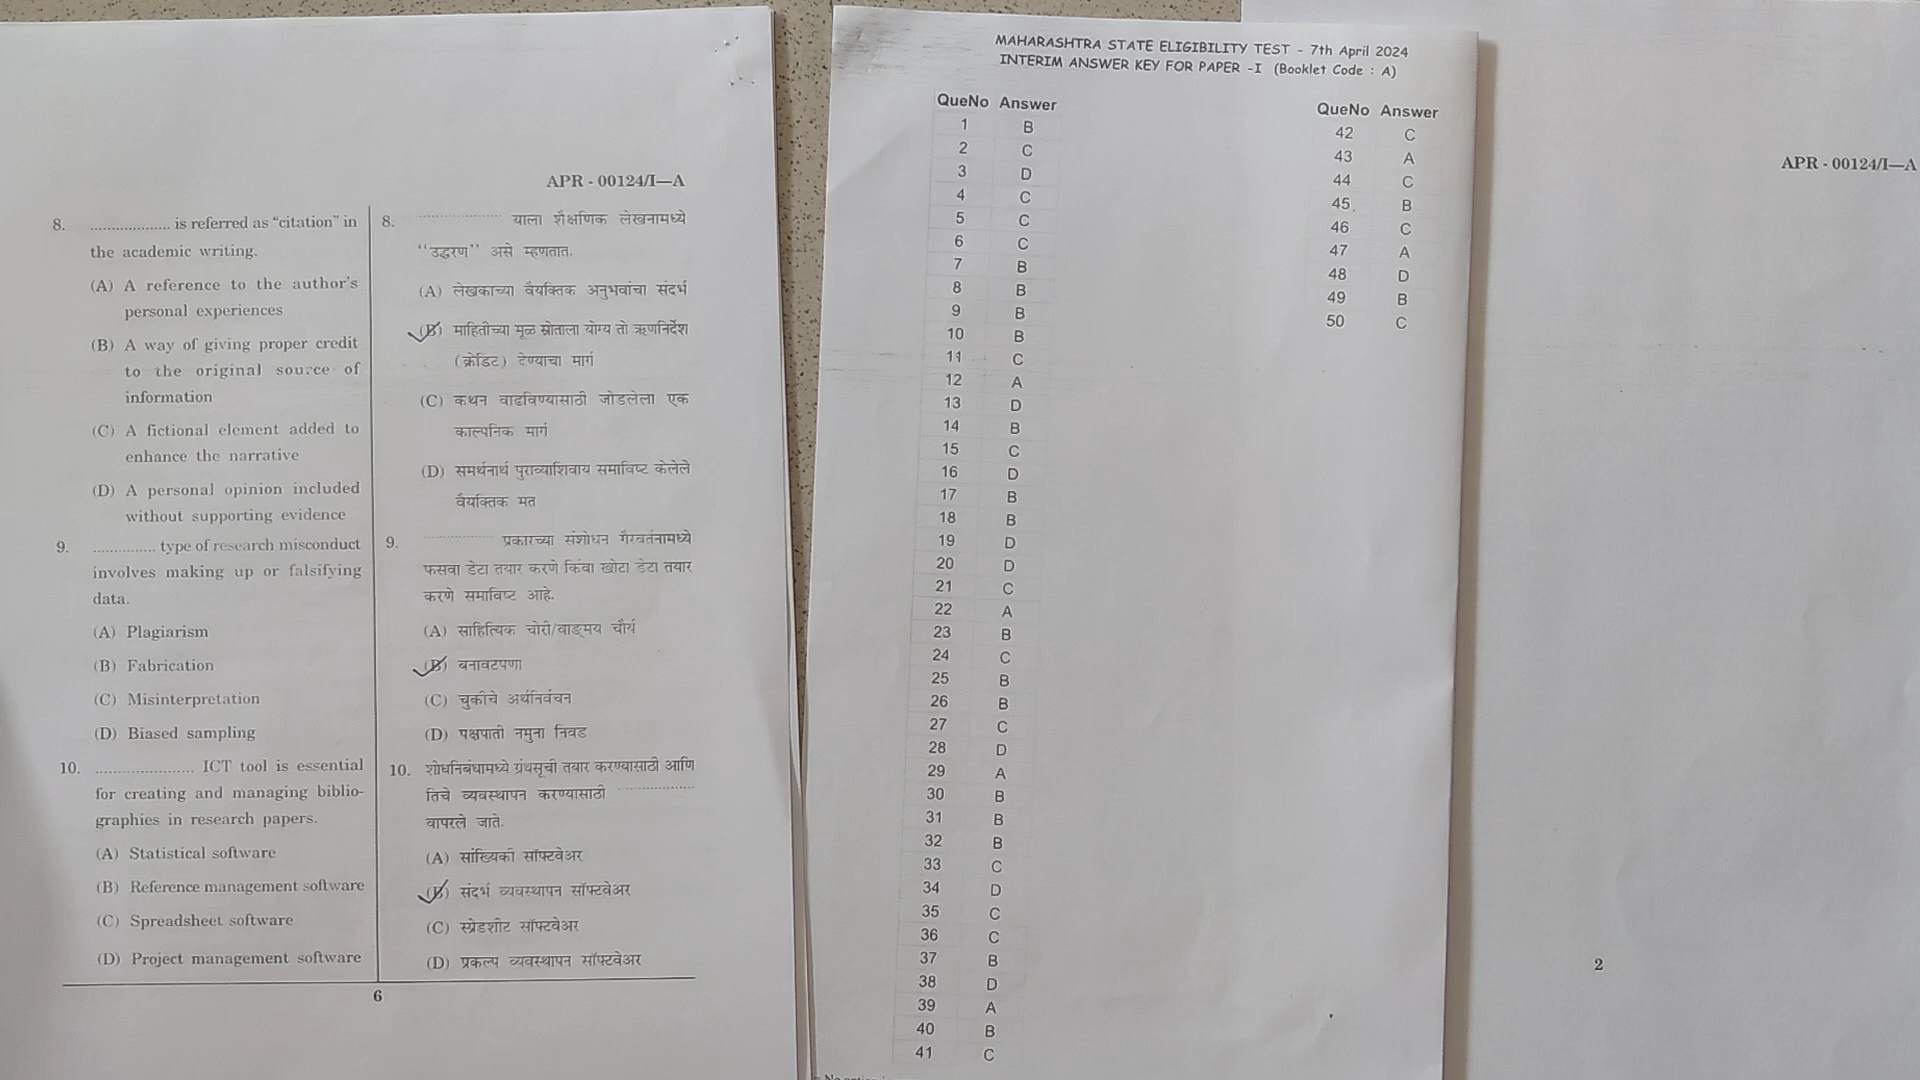 APR - 00124/I—A
8. .................... is referred as “citation” in
the academic writing.
(A) A reference to the author's
personal experiences
(B) A way of giving proper credit
to the original source of
information
(C) A fictional element added to
enhance the narrative
(D) A personal opinion included
without supporting evidence
9. ............... type of research misconduct
involves making up or falsifying
data.
(A) Plagiarism
(B) Fabrication
(C) Misinterpretation
(D) Biased sampling
10. ....................... ICT tool is essential
for creating and managing biblio-
graphies in research papers.
(A) Statistical software
(B) Reference management software
(C) Spreadsheet software
(D) Project management software
8. .................... याला शैक्षणिक लेखनामध्ये
“उद्धरण” असे म्हणतात.
(A) लेखकाच्या वैयक्तिक अनुभवांचा संदर्भ
(B) माहितीच्या मूळ स्रोताला योग्य तो ऋणनिर्देश
(क्रेडिट) देण्याचा मार्ग
(C) कथन वाढविण्यासाठी जोडलेला एक
काल्पनिक मार्ग
(D) समर्थनार्थ पुराव्याशिवाय समाविष्ट केलेले
वैयक्तिक मत
9. ................. प्रकारच्या संशोधन गैरवर्तनामध्ये
फसवा डेटा तयार करणे किंवा खोटा डेटा तयार
करणे समाविष्ट आहे.
(A) साहित्यिक चोरी/वाङ्मय चौर्य
(B) बनावटपणा
(C) चुकीचे अर्थनिर्वचन
(D) पक्षपाती नमुना निवड
10. शोधनिबंधामध्ये ग्रंथसूची तयार करण्यासाठी आणि
तिचे व्यवस्थापन करण्यासाठी ...................
वापरले जाते.
(A) सांख्यिकी सॉफ्टवेअर
(B) संदर्भ व्यवस्थापन सॉफ्टवेअर
(C) स्प्रेडशीट सॉफ्टवेअर
(D) प्रकल्प व्यवस्थापन सॉफ्टवेअर
6
MAHARASHTRA STATE ELIGIBILITY TEST - 7th April 2024
INTERIM ANSWER KEY FOR PAPER -I (Booklet Code : A)
QueNo Answer
1 B
2 C
3 D
4 C
5 C
6 C
7 B
8 B
9 B
10 B
11 C
12 A
13 D
14 B
15 C
16 D
17 B
18 B
19 D
20 D
21 C
22 A
23 B
24 C
25 B
26 B
27 C
28 D
29 A
30 B
31 B
32 B
33 C
34 D
35 C
36 C
37 B
38 D
39 A
40 B
41 C
QueNo Answer
42 C
43 A
44 C
45 B
46 C
47 A
48 D
49 B
50 C
APR - 00124/I—A
2